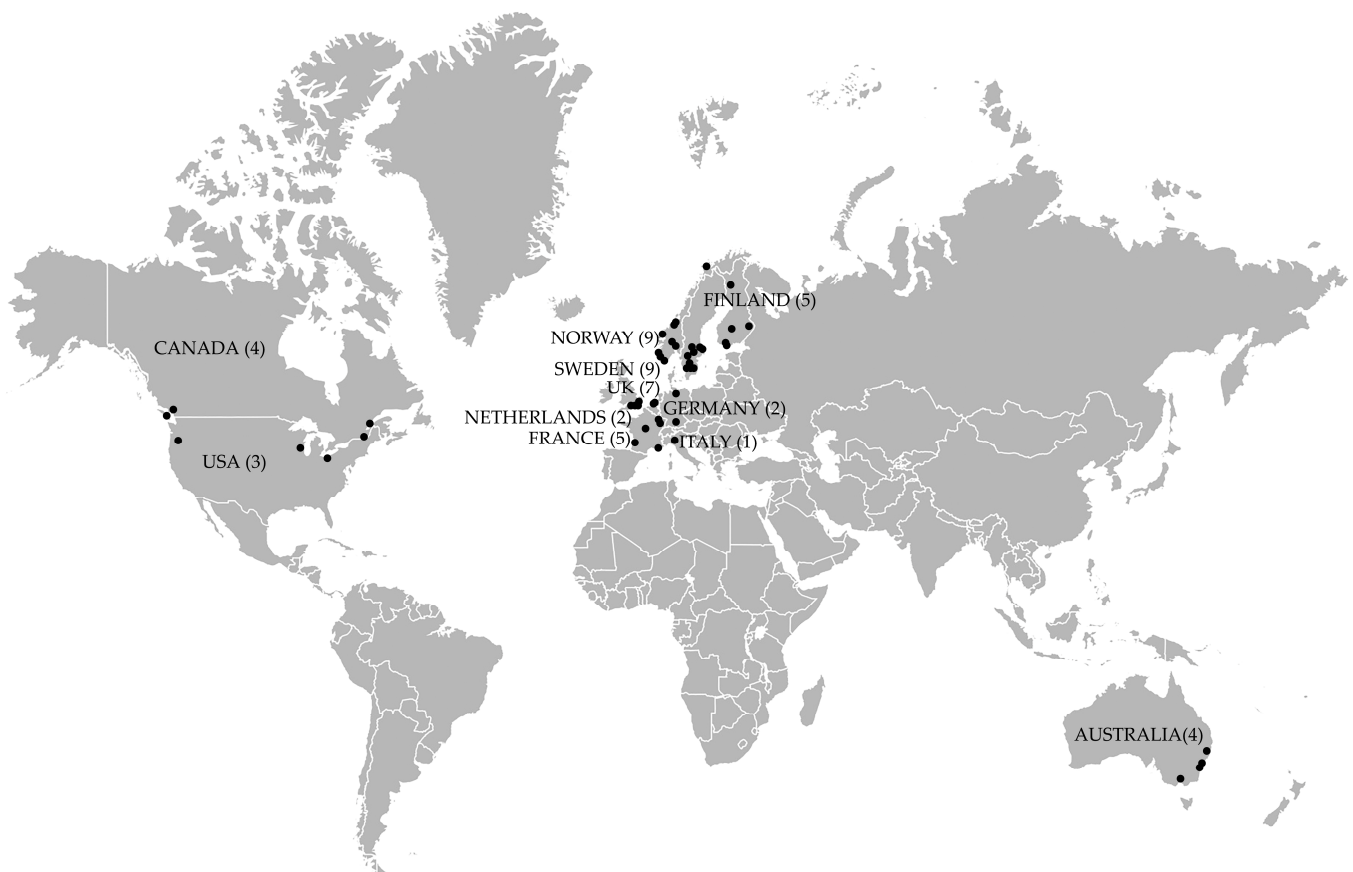 FINLAND (5)
NORWAY (9)
CANADA (4)
SWEDEN (9)
UK (7)
GERMANY (2)
NETHERLANDS (2)
FRANCE (5)
ITALY (1)
USA (3)
AUSTRALIA(4)